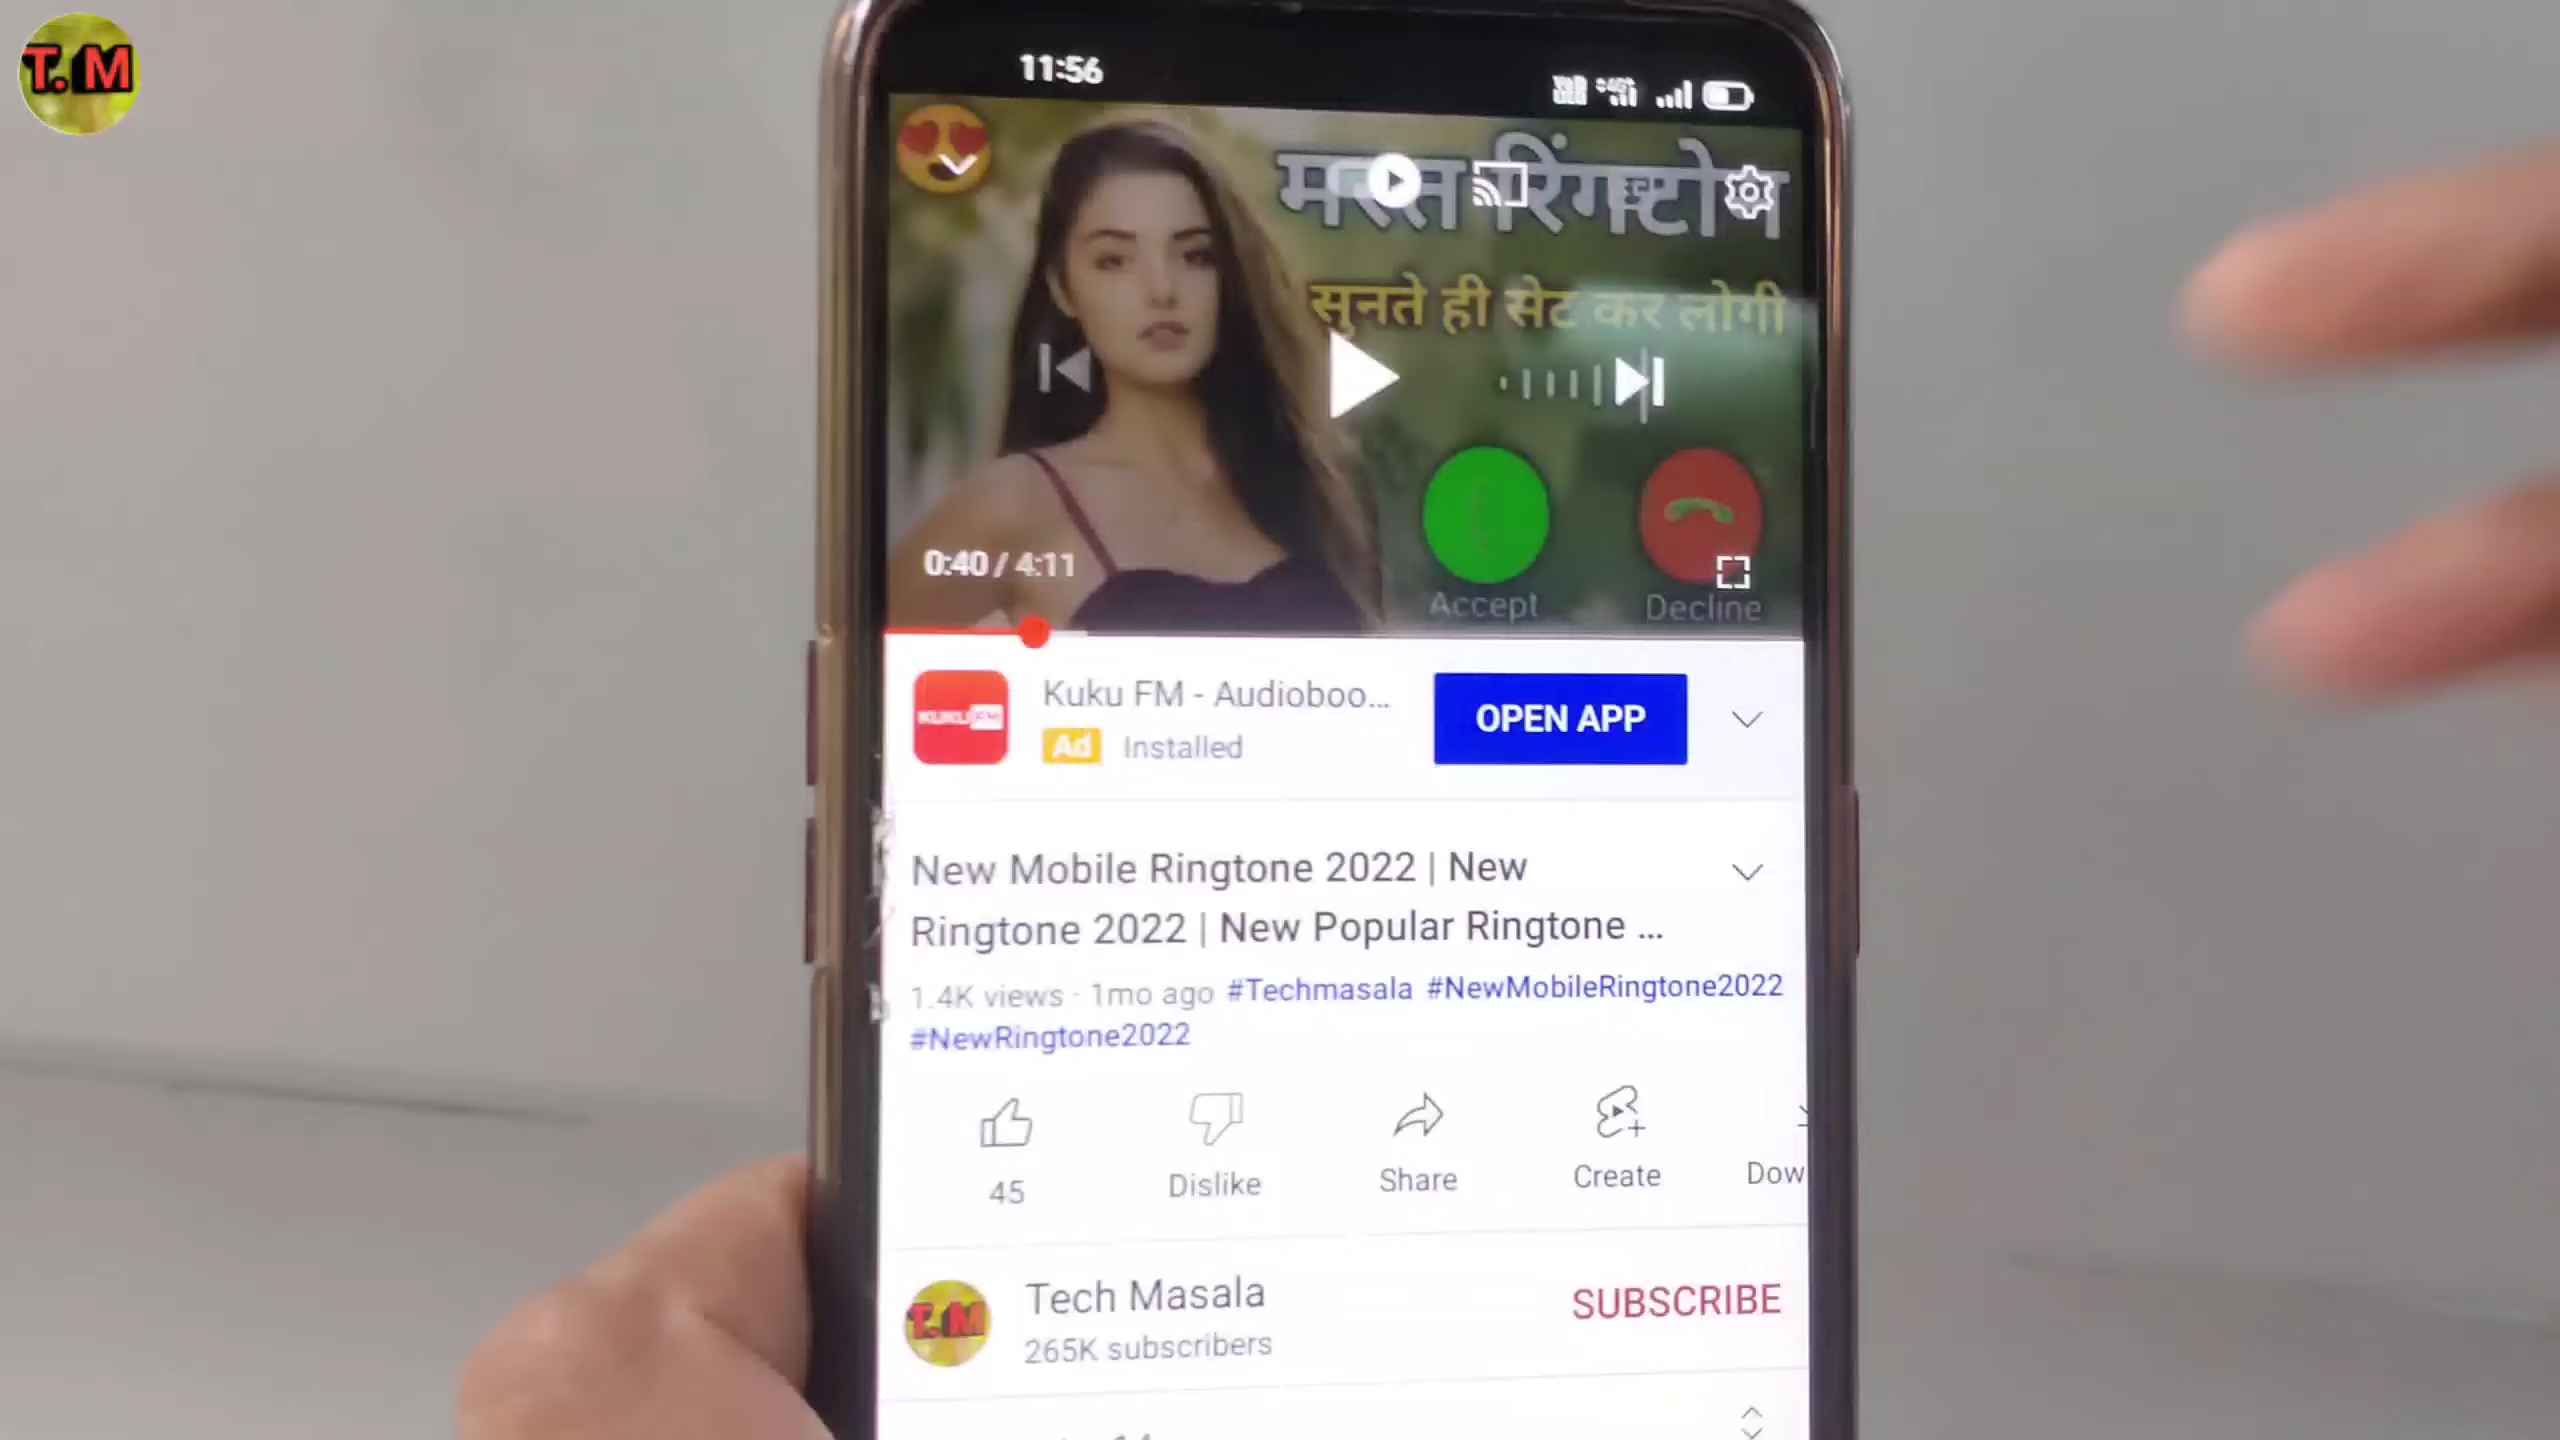 T. M
11:56
मस्त रिंगटोन
सुनते ही सेट कर लोगी
0:40 / 4:11
Accept
Decline
KUKU FM
Kuku FM - Audioboo...
OPEN APP
Ad Installed
New Mobile Ringtone 2022 | New
Ringtone 2022 | New Popular Ringtone ...
1.4K views · 1mo ago #Techmasala #NewMobileRingtone2022
#NewRingtone2022
45
Dislike
Share
Create
Dow
T. M
Tech Masala
SUBSCRIBE
265K subscribers